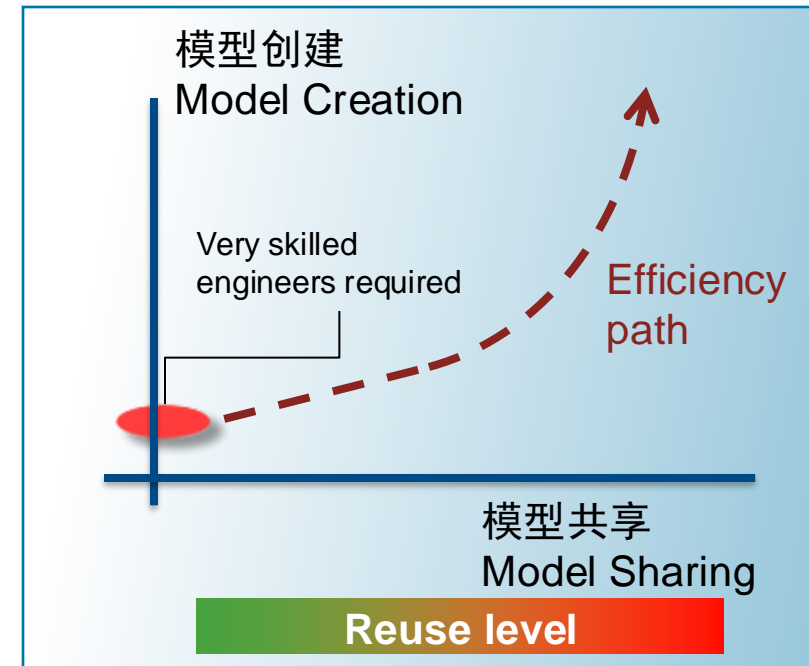 模型创建
Model Creation
Very skilled
engineers required
Efficiency
path
模型共享
Model Sharing
Reuse level